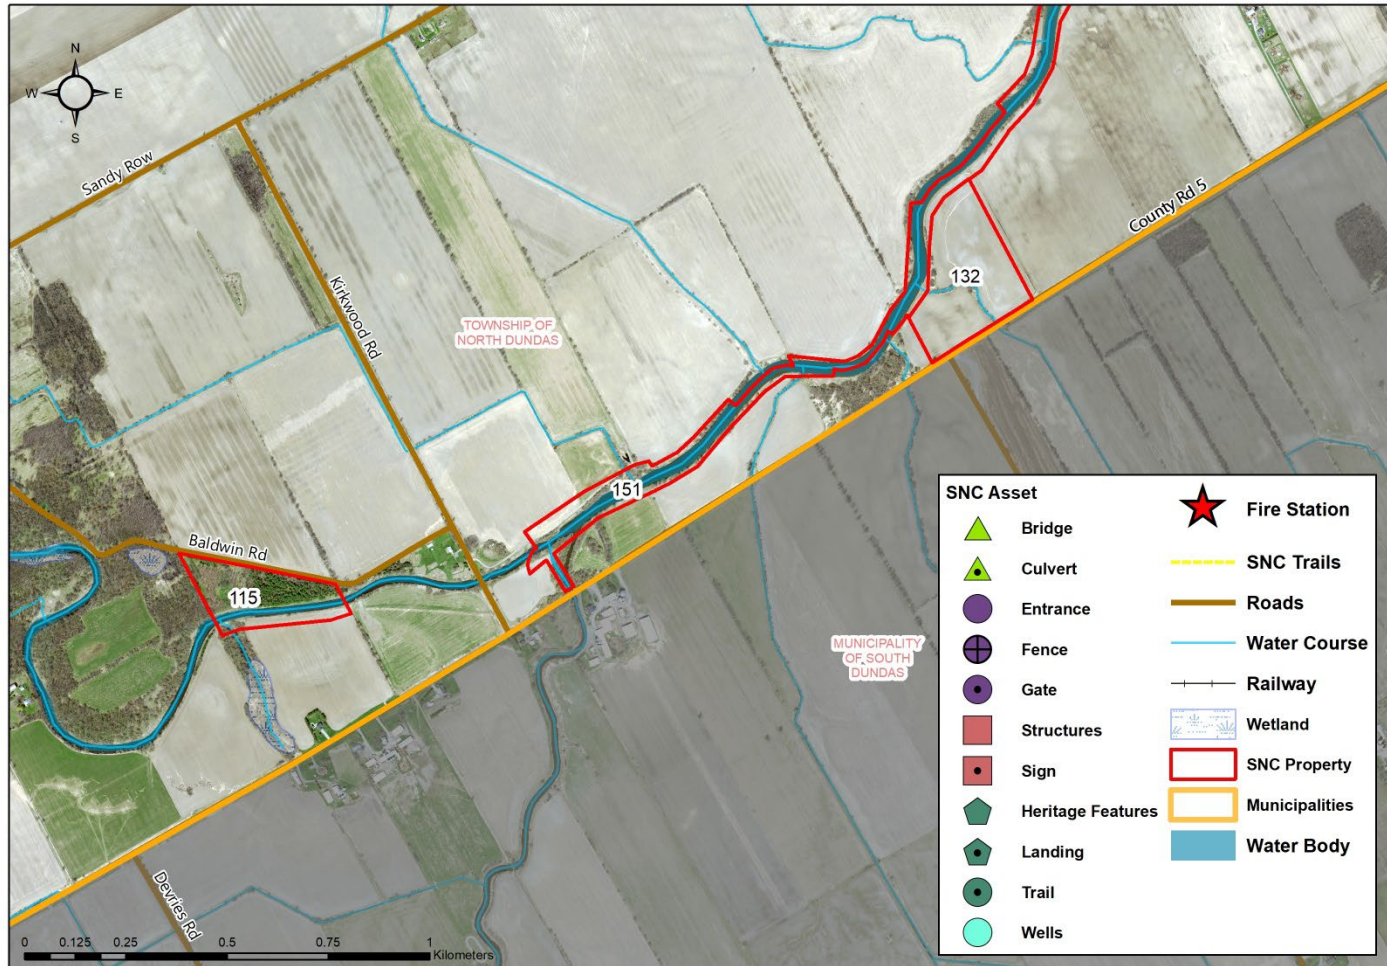 N
W
E
S
Sandy Row
County Rd 5
132
Kirkwood Rd
TOWNSHIP OF
NORTH DUNDAS
151
Baldwin Rd
115
MUNICIPALITY
OF SOUTH
DUNDAS
Devries Rd
0 0.125 0.25 0.5 0.75 1
Kilometers
SNC Asset
Bridge
Culvert
Entrance
Fence
Gate
Structures
Sign
Heritage Features
Landing
Trail
Wells
Fire Station
SNC Trails
Roads
Water Course
Railway
Wetland
SNC Property
Municipalities
Water Body